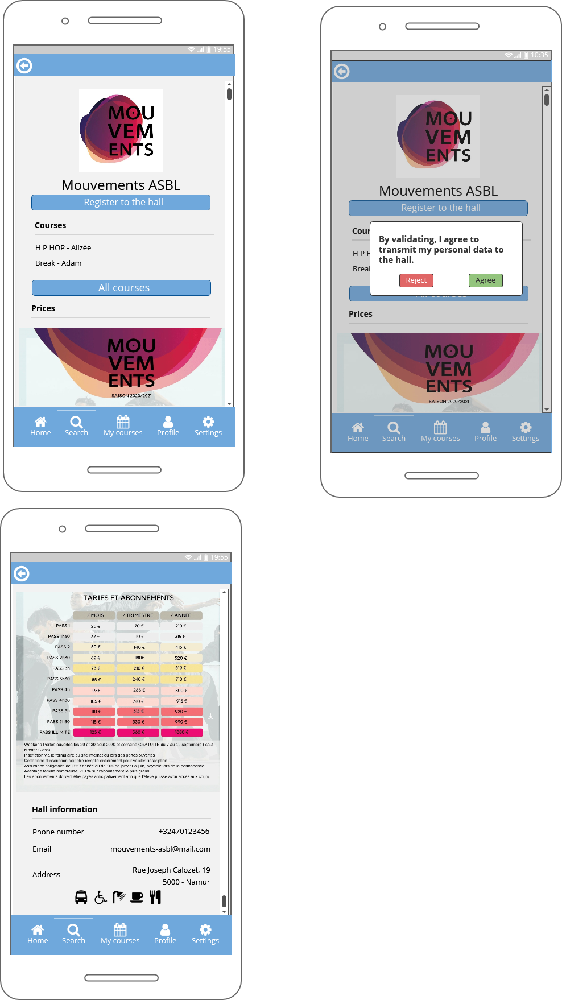 19:55
MOU
VEM
ENTS
Mouvements ASBL
Register to the hall
Courses
HIP HOP - Alizée
Break - Adam
All courses
Prices
MOU
VEM
ENTS
SAISON 2020/2021
Home Search My courses Profile Settings
10:35
MOU
VEM
ENTS
Mouvements ASBL
Register to the hall
Cour
HIP H
Break
By validating, I agree to
transmit my personal data to
the hall.
Reject Agree
All courses
Prices
MOU
VEM
ENTS
SAISON 2020/2021
Home Search My courses Profile Settings
19:55
TARIFS ET ABONNEMENTS
/ MOIS / TRIMESTRE / ANNEE
PASS 1 25 € 70 € 210 €
PASS 1h30 37 € 110 € 315 €
PASS 2 50 € 140 € 415 €
PASS 2h30 62 € 180€ 520 €
PASS 3h 73 € 210 € 610 €
PASS 3h30 85 € 240 € 710 €
PASS 4h 95€ 265 € 800 €
PASS 4h30 105 € 310 € 915 €
PASS 5h 110 € 315 € 920 €
PASS 5h30 115 € 330 € 990 €
PASS ILLIMITE 125 € 360 € 1080 €
Weekend Portes ouvertes les 29 et 30 août 2020 et semaine GRATUITE du 7 au 12 septembre ( sauf
Master Class).
Inscription via le formulaire du site internet ou lors des portes ouvertes
Cette fiche d'inscription doit être remplie entièrement pour valider l'inscription
Assurance obligatoire de 15€ / année ou de 10€ de janvier à juin, payable lors de la permanence.
Avantage famille nombreuse: -10 % sur l'abonnement le plus grand.
Les abonnements doivent être payés anticipativement afin que l'élève puisse avoir accès aux cours.
Hall information
Phone number +32470123456
Email mouvements-asbl@mail.com
Address Rue Joseph Calozet, 19
5000 - Namur
Home Search My courses Profile Settings